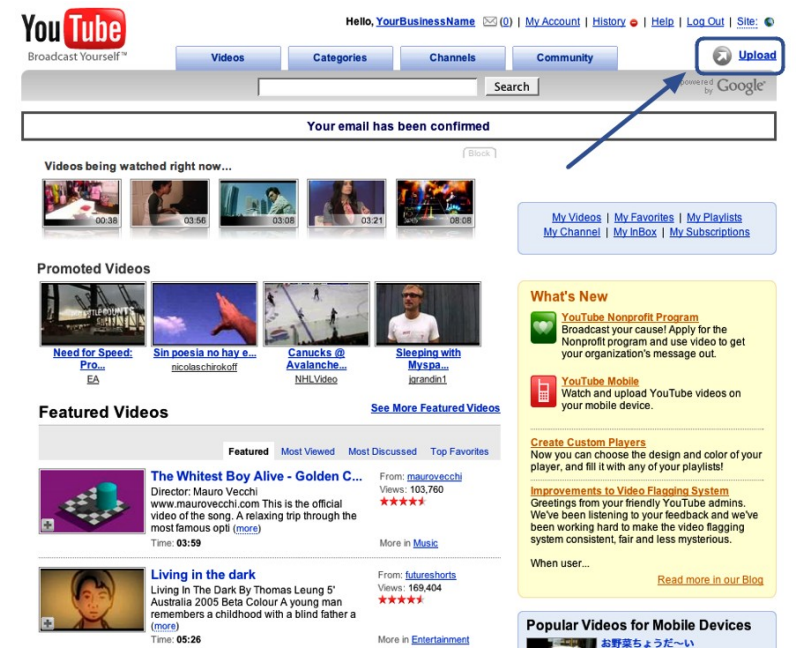 YouTube
Broadcast Yourself™
Hello, YourBusinessName (0) | My Account | History | Help | Log Out | Site:
Videos
Categories
Channels
Community
Upload
Search
powered by Google
Your email has been confirmed
Block
Videos being watched right now...
00:38
03:56
03:08
03:21
08:08
My Videos | My Favorites | My Playlists
My Channel | My InBox | My Subscriptions
Promoted Videos
Need for Speed:
Pro...
EA
Sin poesia no hay e...
nicolaschirokoff
Canucks @
Avalanche...
NHLVideo
Sleeping with
Myspa...
jgrandin1
Featured Videos
See More Featured Videos
Featured
Most Viewed
Most Discussed
Top Favorites
The Whitest Boy Alive - Golden C...
Director: Mauro Vecchi
www.maurovecchi.com This is the official
video of the song. A relaxing trip through the
most famous opti (more)
Time: 03:59
From: maurovecchi
Views: 103,760
More in Music
Living in the dark
Living In The Dark By Thomas Leung 5'
Australia 2005 Beta Colour A young man
remembers a childhood with a blind father a
(more)
Time: 05:26
From: futureshorts
Views: 169,404
More in Entertainment
What's New
YouTube Nonprofit Program
Broadcast your cause! Apply for the
Nonprofit program and use video to get
your organization's message out.
YouTube Mobile
Watch and upload YouTube videos on
your mobile device.
Create Custom Players
Now you can choose the design and color of your
player, and fill it with any of your playlists!
Improvements to Video Flagging System
Greetings from your friendly YouTube admins.
We've been listening to your feedback and we've
been working hard to make the video flagging
system consistent, fair and less mysterious.
When user...
Read more in our Blog
Popular Videos for Mobile Devices
お野菜ちょうだ〜い